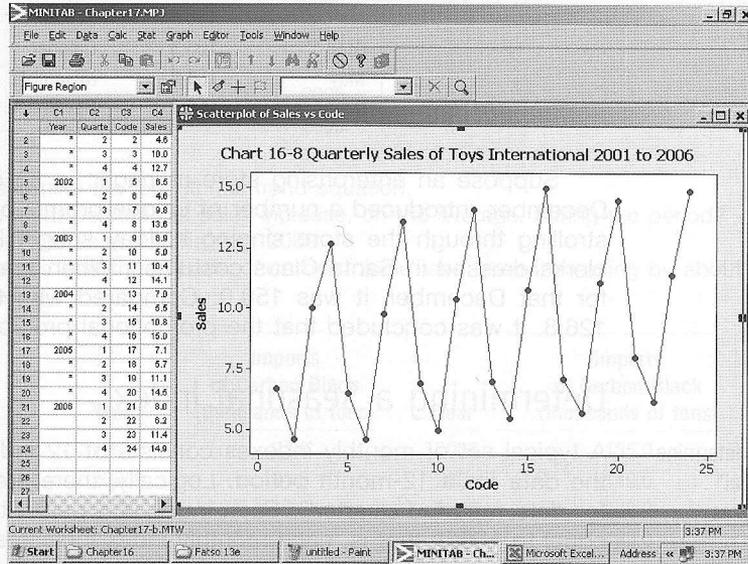 MINITAB - Chapter17.MPJ
File Edit Data Calc Stat Graph Editor Tools Window Help
Figure Region
C1 C2 C3 C4
Year Quarte Code Sales
2 * 2 2 4.6
3 * 3 3 10.0
4 * 4 4 12.7
5 2002 1 5 6.5
6 * 2 6 4.6
7 * 3 7 9.8
8 * 4 8 13.6
9 2003 1 9 6.9
10 * 2 10 5.0
11 * 3 11 10.4
12 * 4 12 14.1
13 2004 1 13 7.0
14 * 2 14 5.5
15 * 3 15 10.8
16 * 4 16 15.0
17 2005 1 17 7.1
18 * 2 18 5.7
19 * 3 19 11.1
20 * 4 20 14.5
21 2006 1 21 8.0
22 * 2 22 6.2
23 * 3 23 11.4
24 * 4 24 14.9
25
26
27
Scatterplot of Sales vs Code
Chart 16-8 Quarterly Sales of Toys International 2001 to 2006
15.0
12.5
10.0
7.5
5.0
Sales
0 5 10 15 20 25
Code
Current Worksheet: Chapter17-b.MTW
3:37 PM
Start Chapter16 Fatso 13e untitled - Paint MINITAB - Ch... Microsoft Excel... Address « 3:37 PM